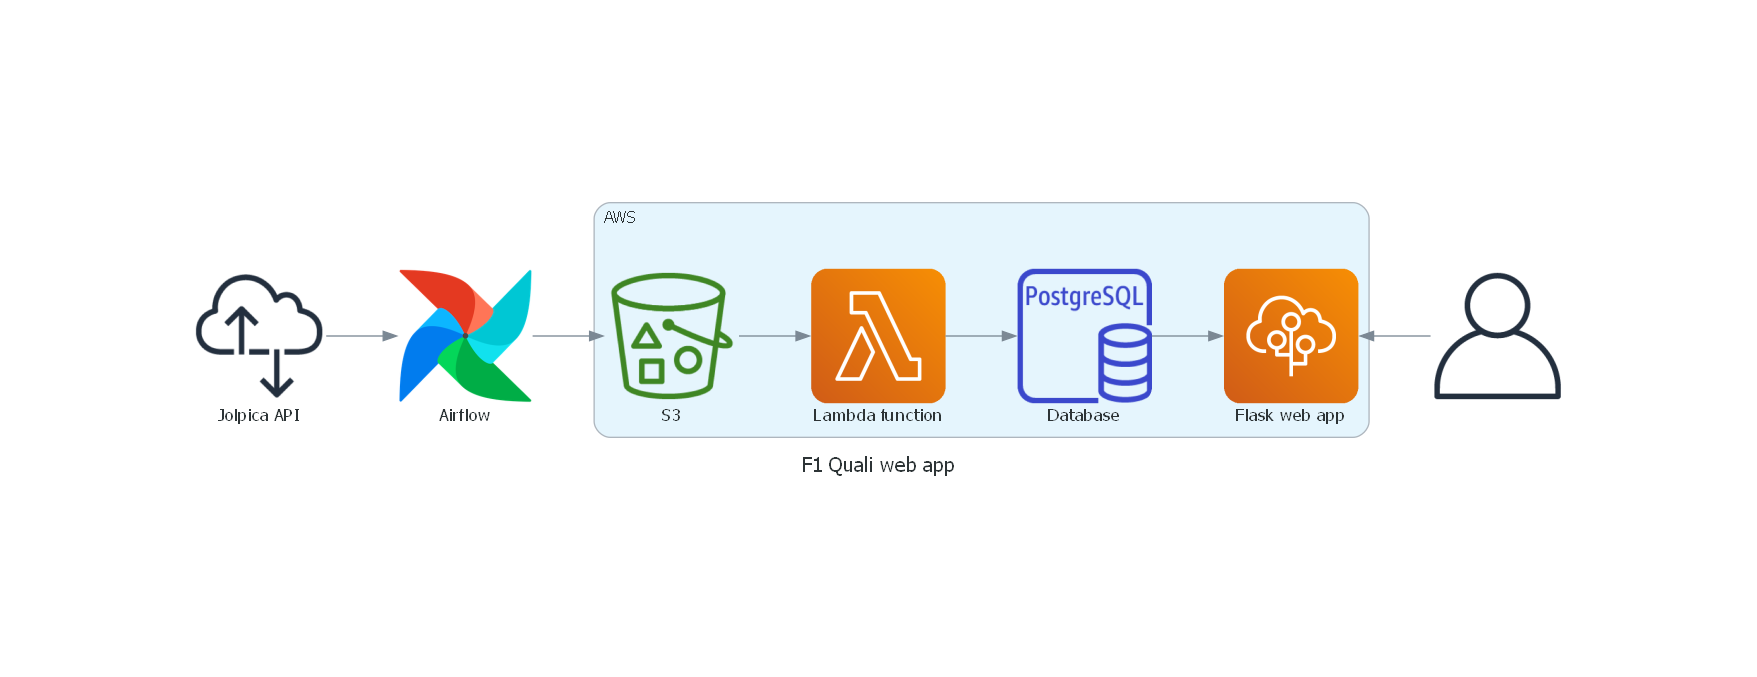 AWS
PostgreSQL
Jolpica API
Airflow
S3
Lambda function
Database
Flask web app
F1 Quali web app